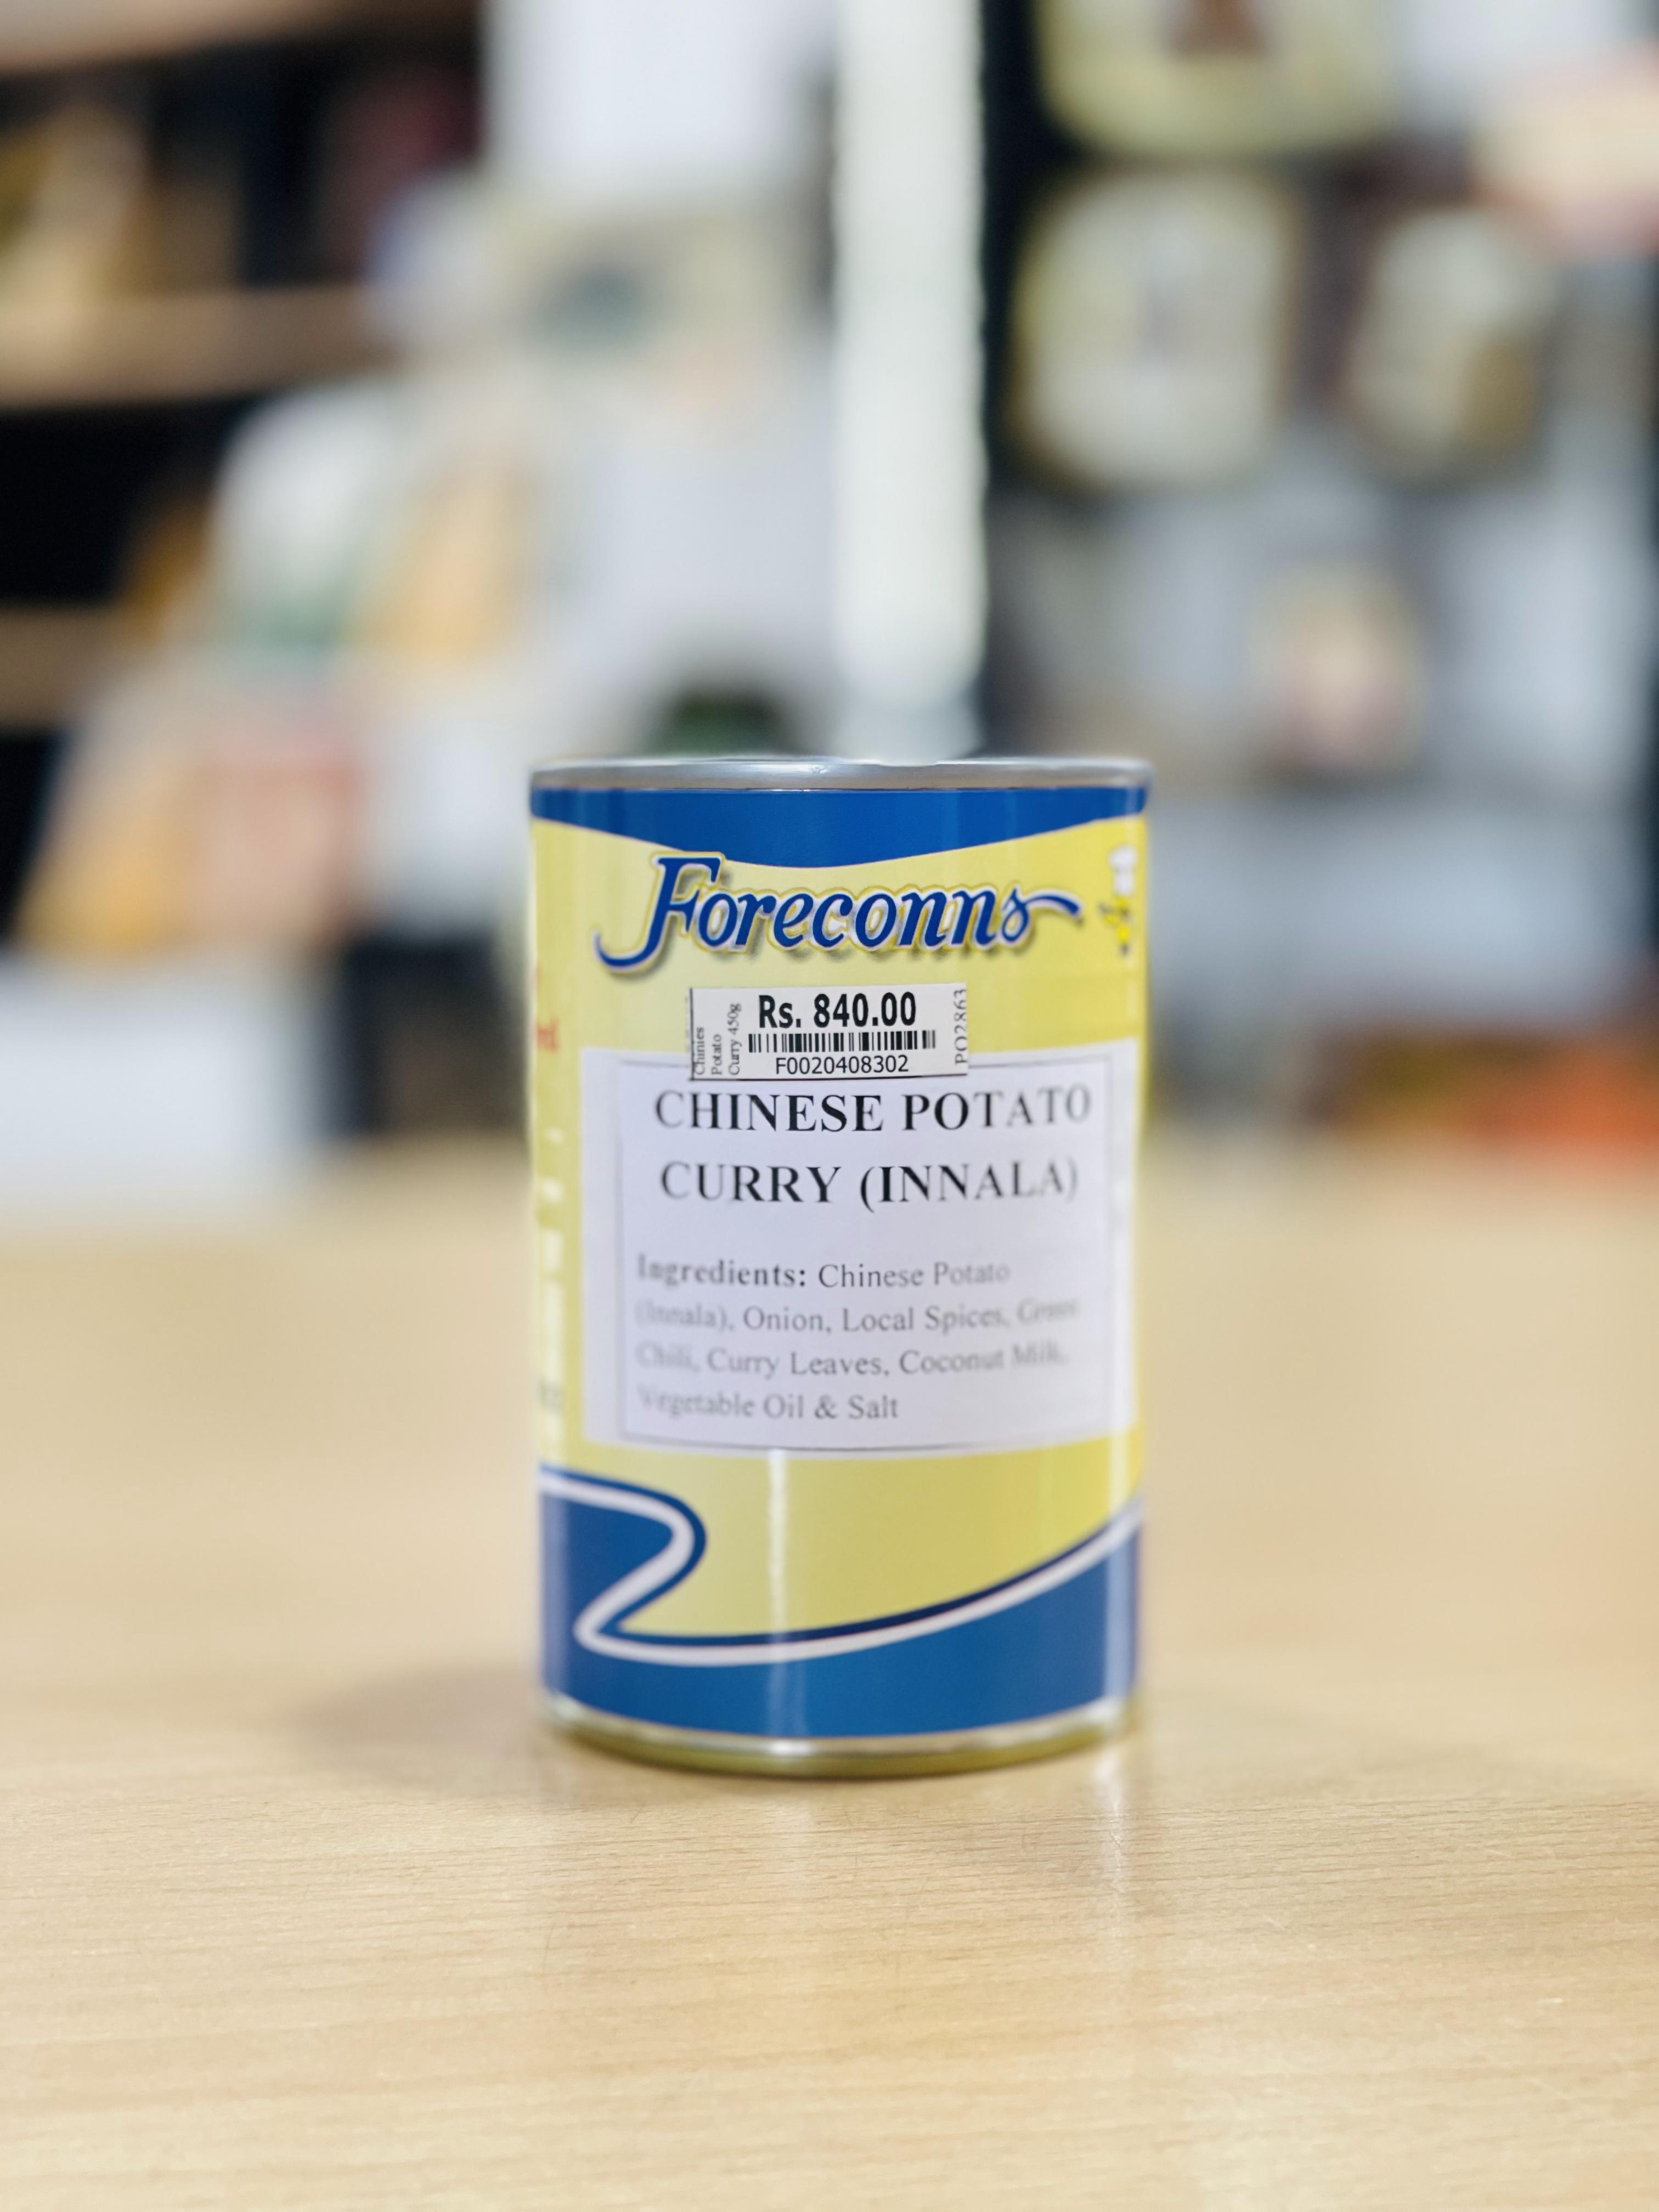 Foreconns
Chinies
Potato
Curry 450g
Rs. 840.00
F0020408302
PO2863
CHINESE POTATO
CURRY (INNALA)
Ingredients: Chinese Potato
(Innala), Onion, Local Spices, Green
Chili, Curry Leaves, Coconut Milk,
Vegetable Oil & Salt